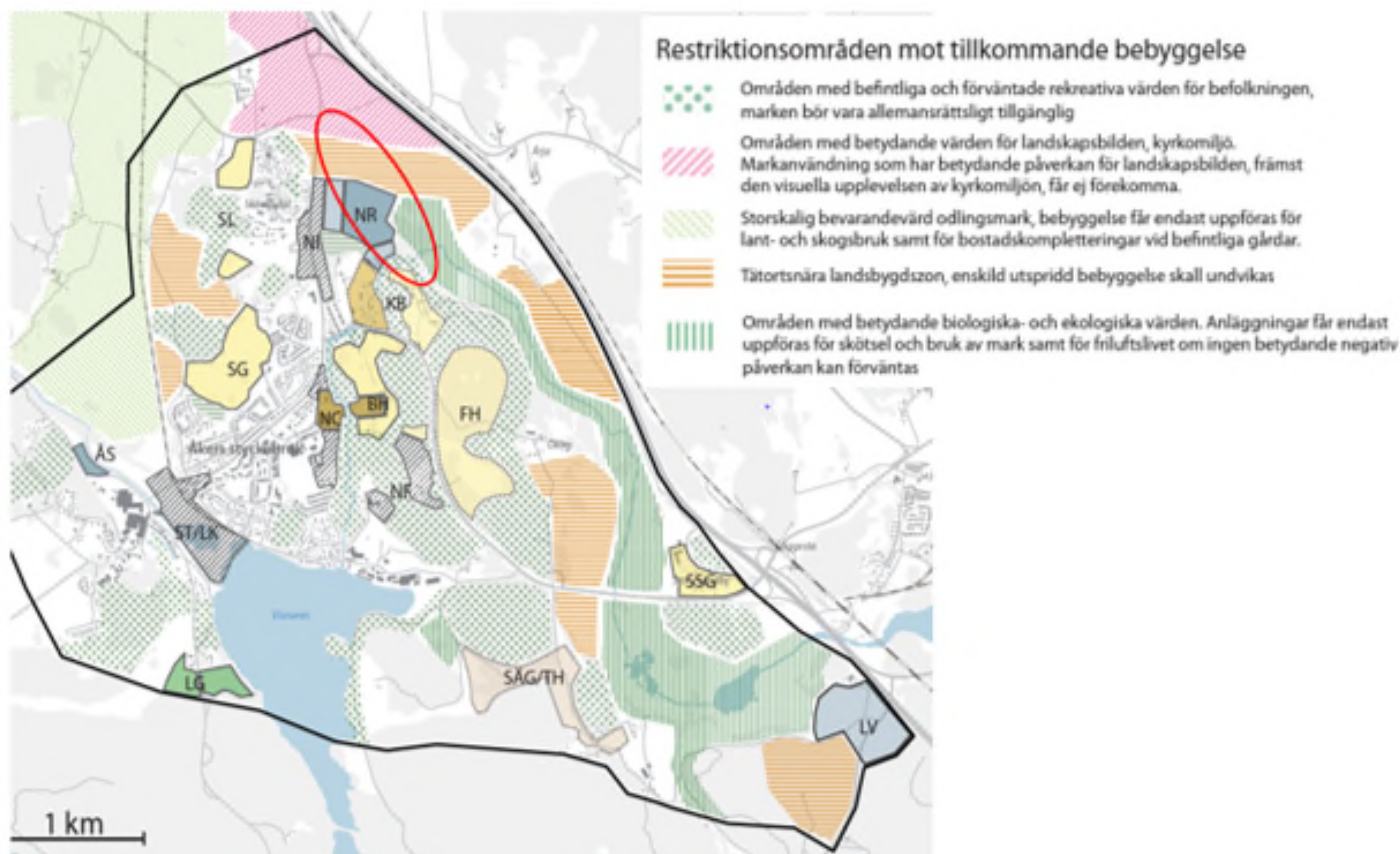 Restriktionsområden mot tillkommande bebyggelse
Områden med befintliga och förväntade rekreativa värden för befolkningen,
marken bör vara allemansrättsligt tillgänglig
Områden med betydande värden för landskapsbilden, kyrkomiljö.
Markanvändning som har betydande påverkan för landskapsbilden, främst
den visuella upplevelsen av kyrkomiljön, får ej förekomma.
Storskalig bevarandevärd odlingsmark, bebyggelse får endast uppföras för
lant- och skogsbruk samt för bostadskompletteringar vid befintliga gårdar.
Tätortsnära landsbygdszon, enskild utspridd bebyggelse skall undvikas
Områden med betydande biologiska- och ekologiska värden. Anläggningar får endast
uppföras för skötsel och bruk av mark samt för friluftslivet om ingen betydande negativ
påverkan kan förväntas
SL
NI
NR
KB
SG
NC
BH
FH
Åkers styckebruk
ÅS
NF
ST/LK
SSG
Visnaren
LG
SÅG/TH
LV
1 km